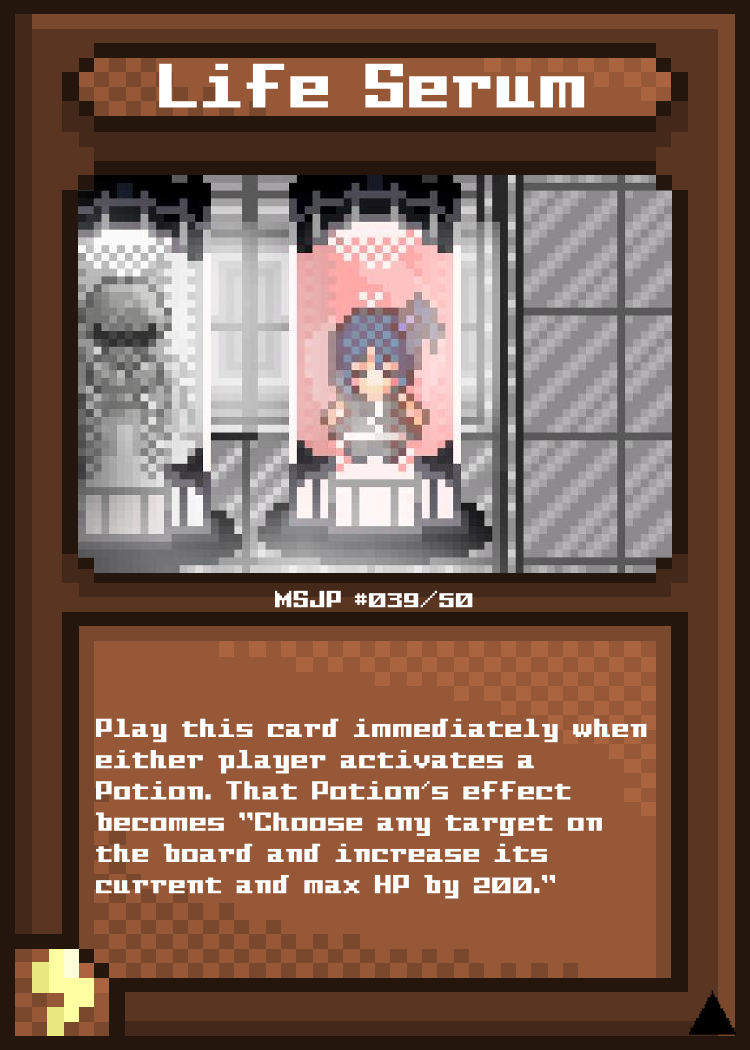 Life Serum
MSJP #039/50
Play this card immediately when
either player activates a
Potion. That Potion's effect
becomes "Choose any target on
the board and increase its
current and max HP by 200."